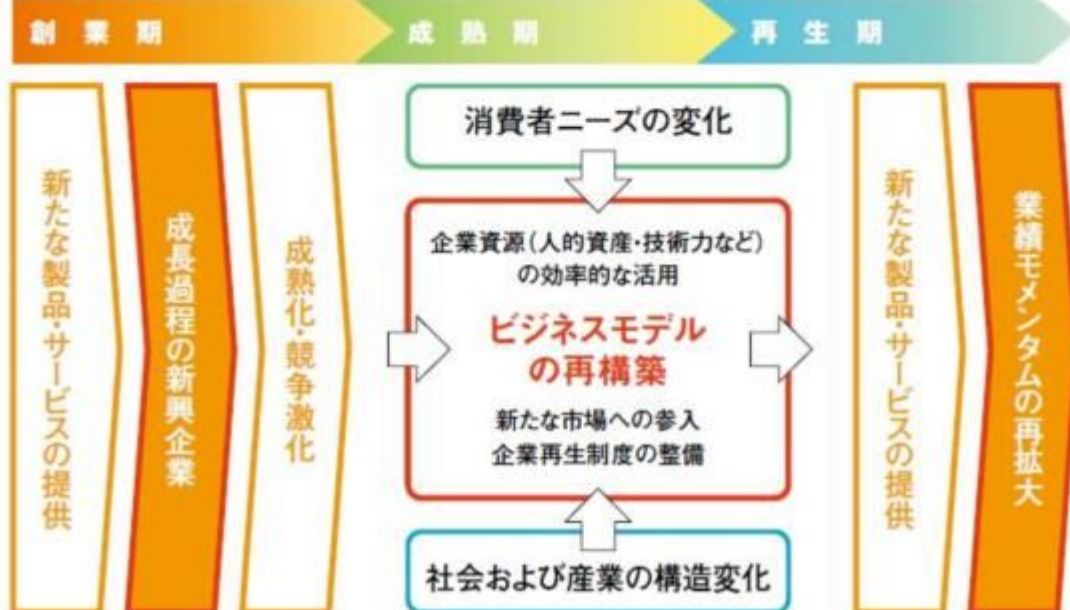 創業期
成熟期
再生期
新たな製品・サービスの提供
成長過程の新興企業
成熟化・競争激化
消費者ニーズの変化
企業資源(人的資産・技術力など)
の効率的な活用
ビジネスモデル
の再構築
新たな市場への参入
企業再生制度の整備
社会および産業の構造変化
新たな製品・サービスの提供
業績モメンタムの再拡大